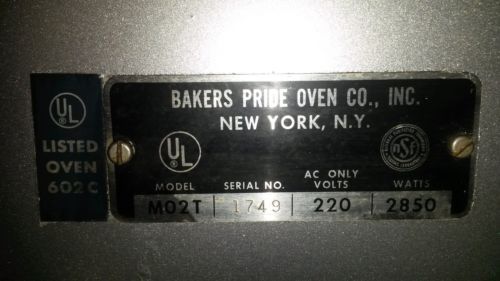 UL
LISTED
OVEN
602C
BAKERS PRIDE OVEN CO., INC.
NEW YORK, N.Y.
UL
nsf
MODEL SERIAL NO. AC ONLY VOLTS WATTS
M02T 1749 220 2850